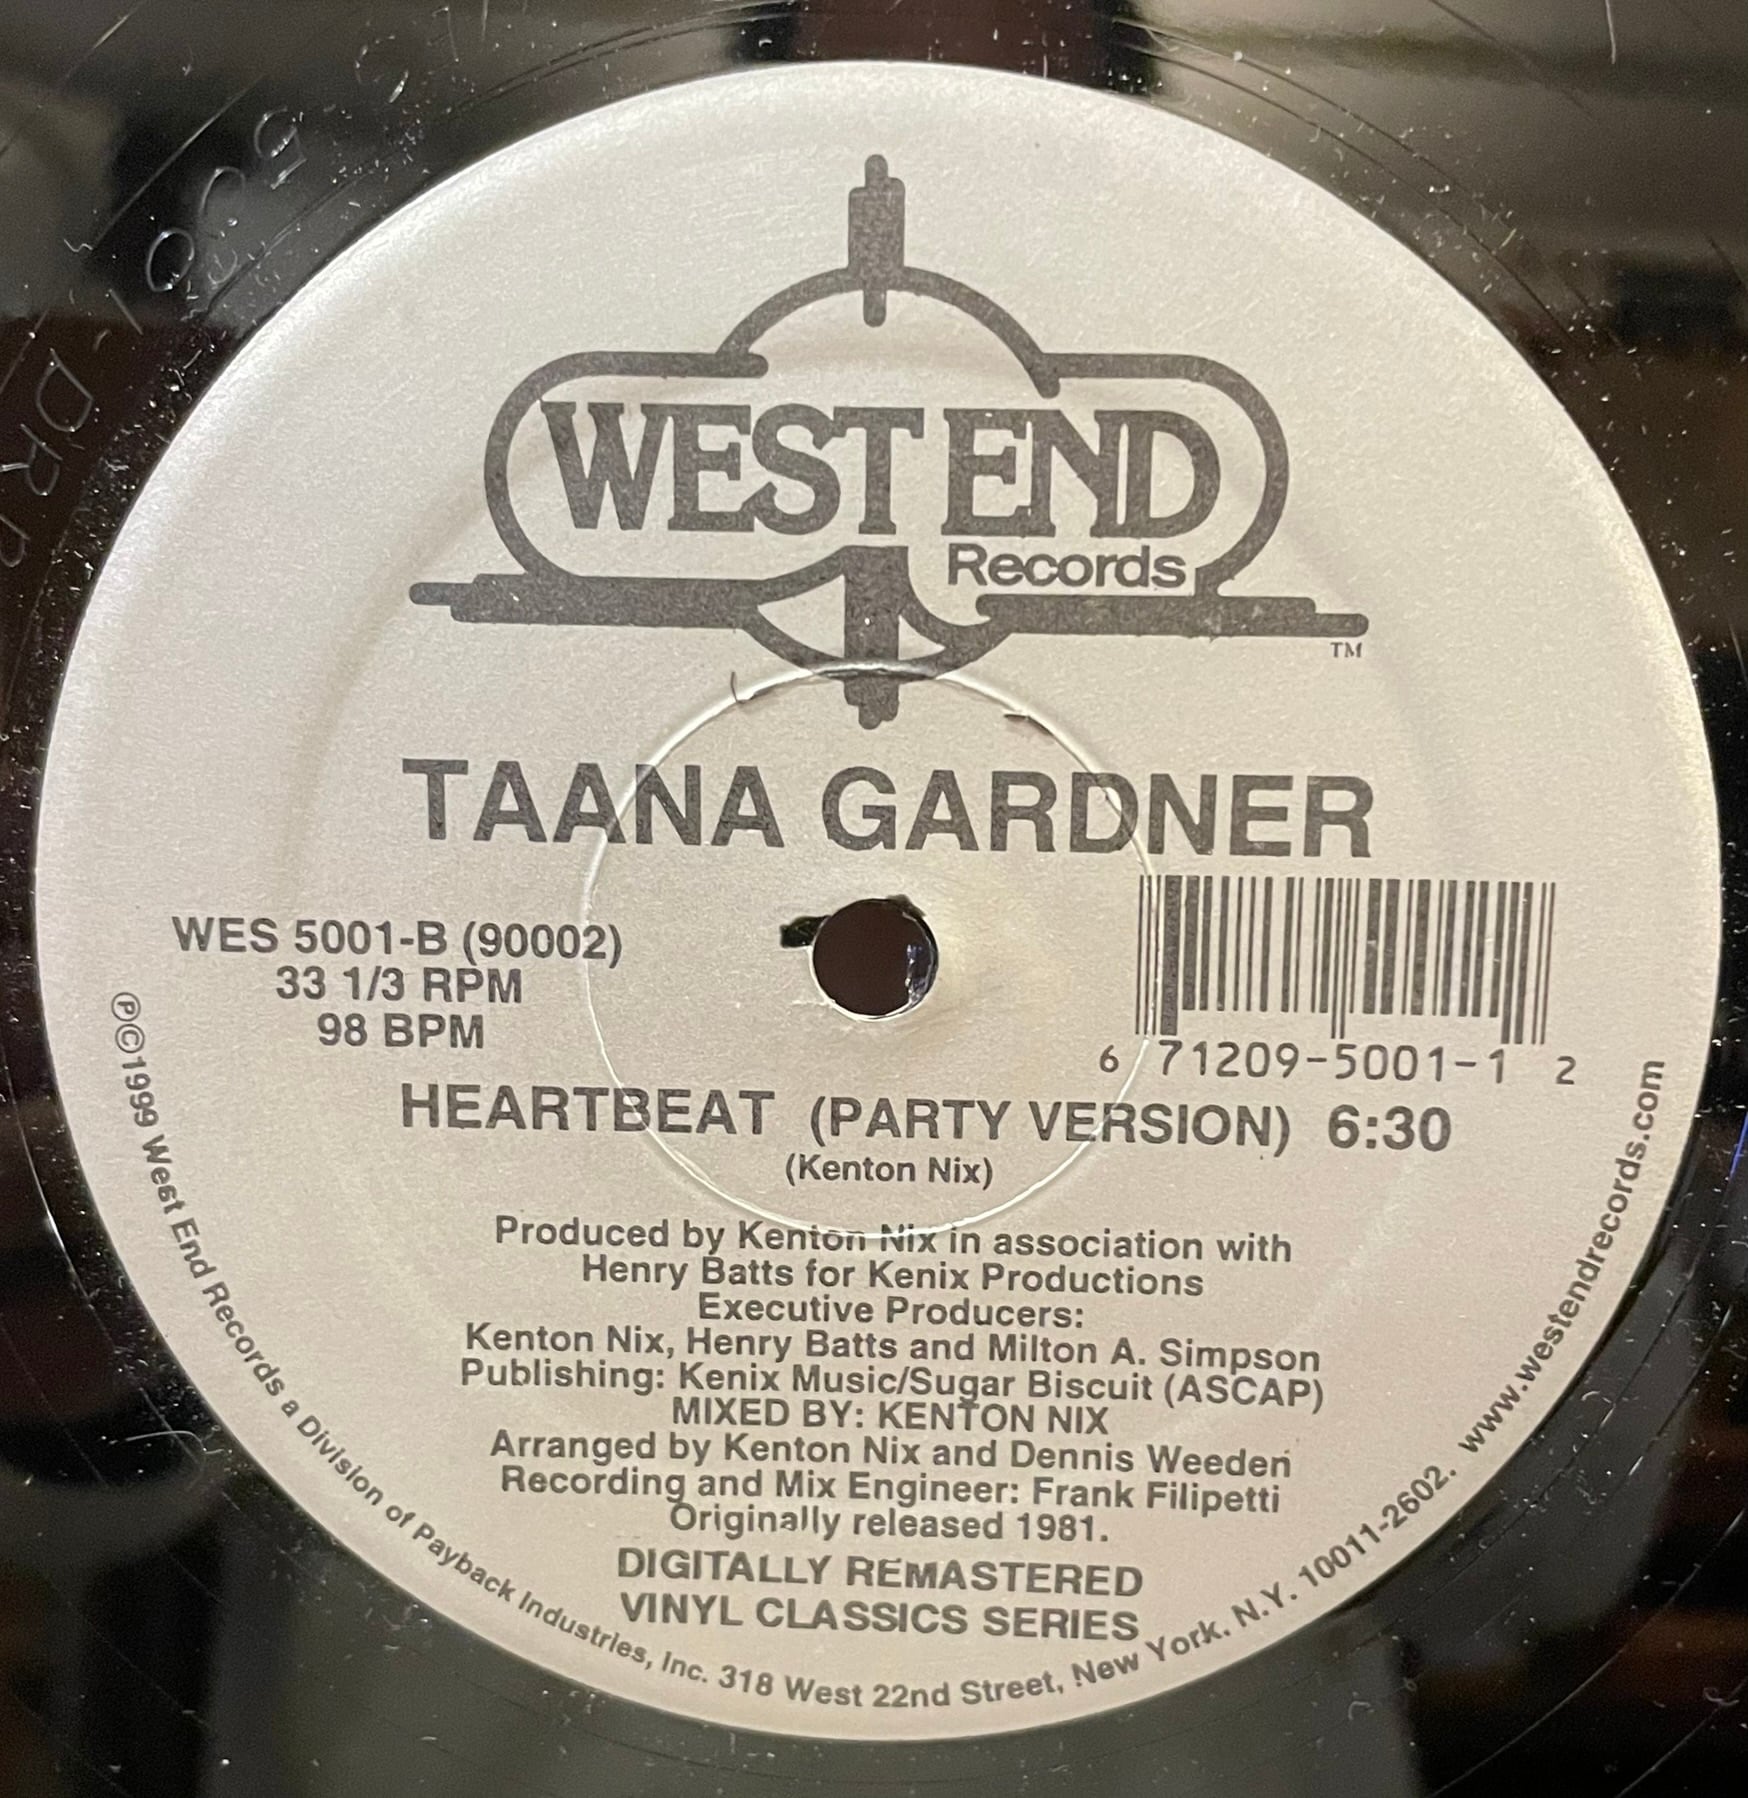 WEST END
Records
TM
TAANA GARDNER
WES 5001-B (90002)
33 1/3 RPM
98 BPM
6 71209-5001-1 2
HEARTBEAT (PARTY VERSION) 6:30
(Kenton Nix)
Produced by Kenton Nix in association with
Henry Batts for Kenix Productions
Executive Producers:
Kenton Nix, Henry Batts and Milton A. Simpson
Publishing: Kenix Music/Sugar Biscuit (ASCAP)
MIXED BY: KENTON NIX
Arranged by Kenton Nix and Dennis Weeden
Recording and Mix Engineer: Frank Filipetti
Originally released 1981.
DIGITALLY REMASTERED
VINYL CLASSICS SERIES
ⓅⒸ1999 West End Records a Division of Payback Industries, Inc. 318 West 22nd Street, New York, N.Y. 10011-2602. www.westendrecords.com